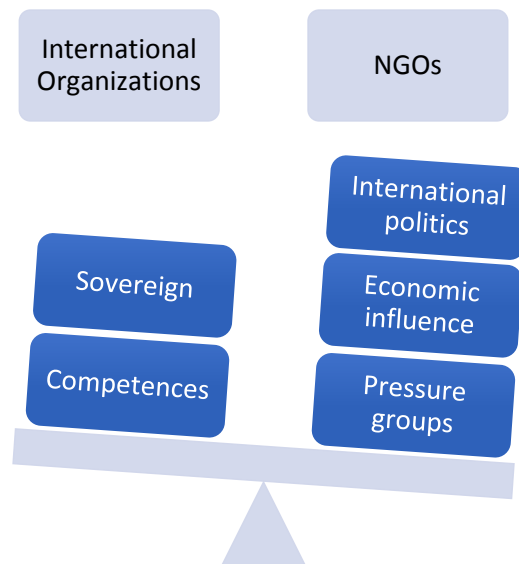 International
Organizations
NGOs
International
politics
Sovereign
Economic
influence
Competences
Pressure
groups